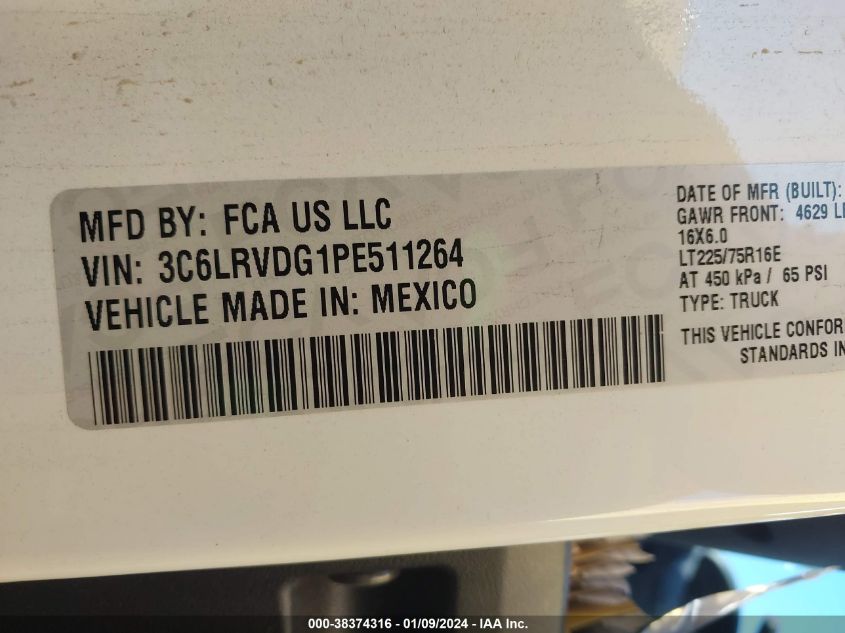 MFD BY: FCA US LLC
VIN: 3C6LRVDG1PE511264
VEHICLE MADE IN: MEXICO
DATE OF MFR (BUILT):
GAWR FRONT: 4629
16X6.0
LT225/75R16E
AT 450 kPa / 65 PSI
TYPE: TRUCK
THIS VEHICLE
STANDARDS IN
000-38374316 - 01/09/2024 - IAA, Inc.